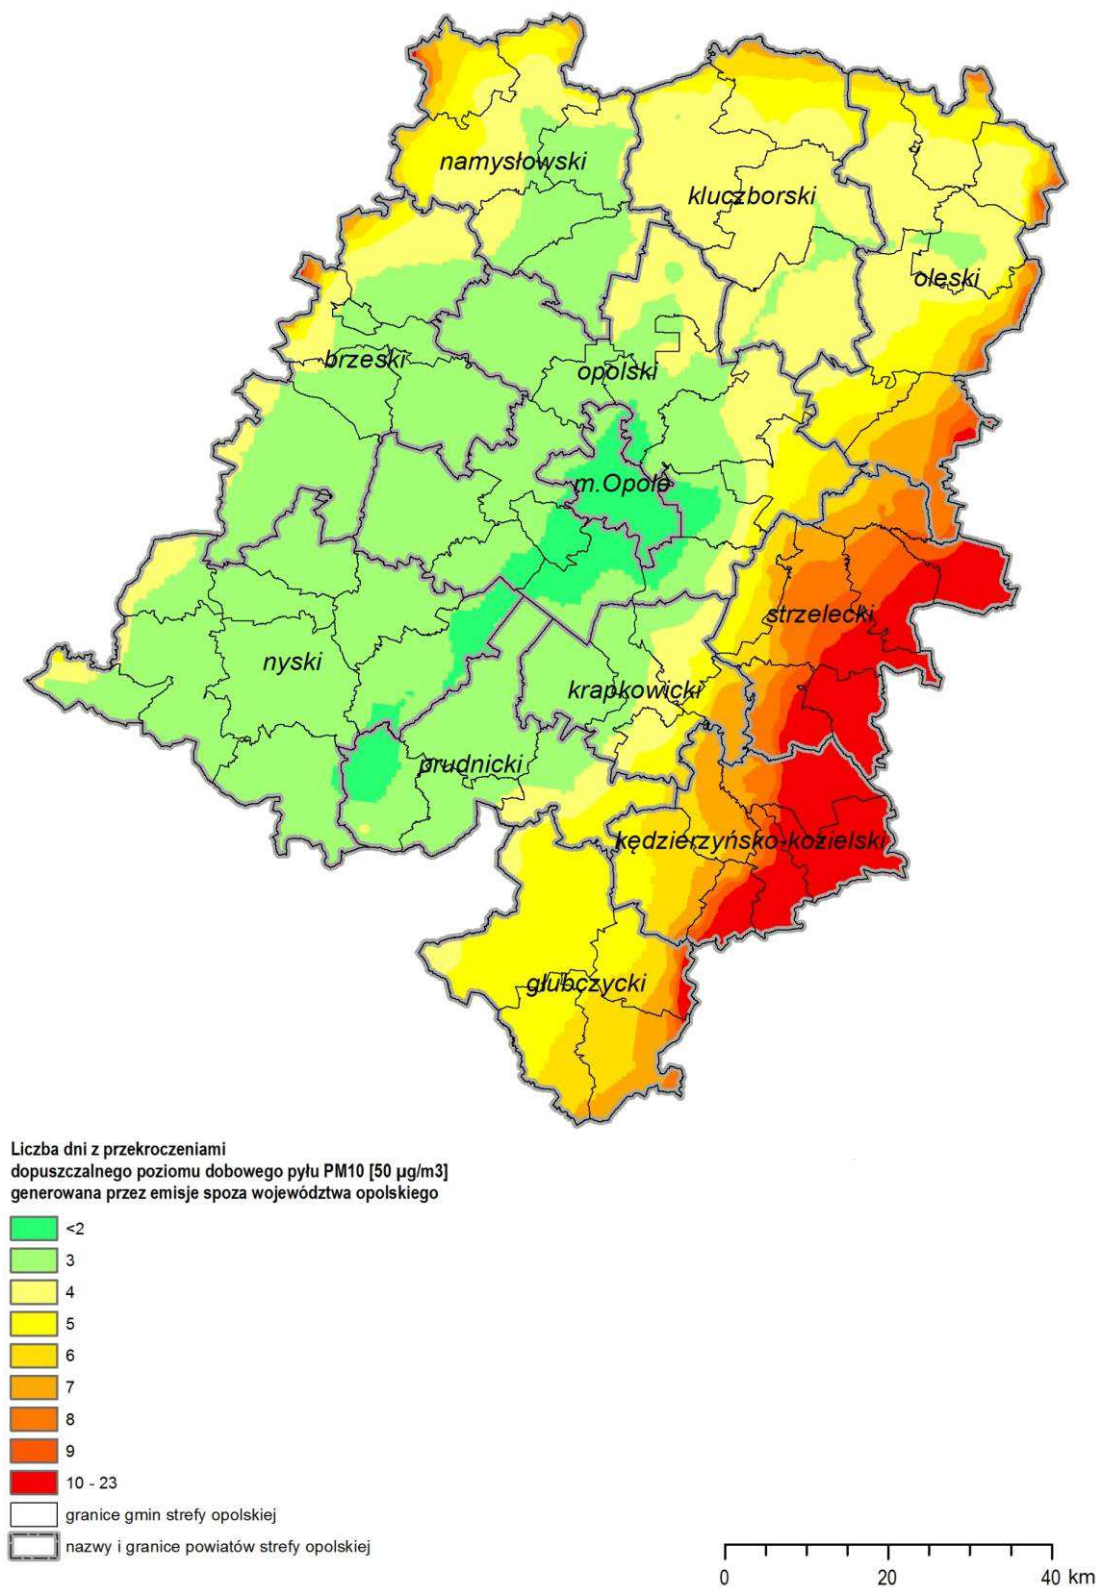 namysłowski
kluczborski
oleski
brzeski
opolski
m.Opole
strzelecki
nyski
krapkowicki
prudnicki
kędzierzyńsko-kozielski
głubczycki
Liczba dni z przekroczeniami
dopuszczalnego poziomu dobowego pyłu PM10 [50 µg/m3]
generowana przez emisje spoza województwa opolskiego
<2
3
4
5
6
7
8
9
10 - 23
granice gmin strefy opolskiej
nazwy i granice powiatów strefy opolskiej
0 20 40 km